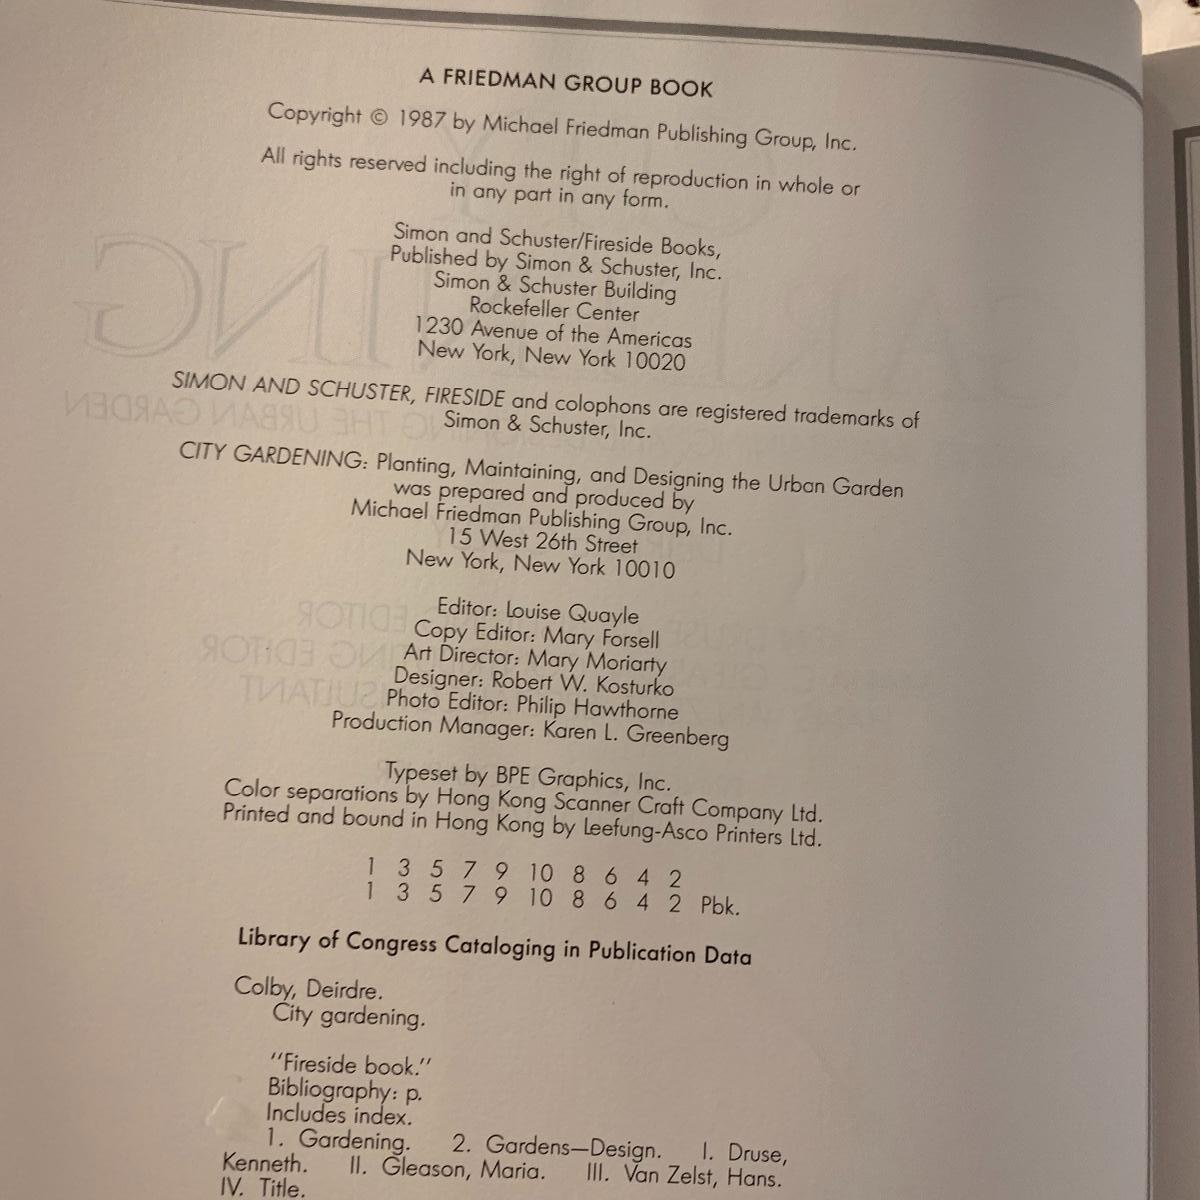 A FRIEDMAN GROUP BOOK
Copyright © 1987 by Michael Friedman Publishing Group, Inc.
All rights reserved including the right of reproduction in whole or
in any part in any form.
Simon and Schuster/Fireside Books,
Published by Simon & Schuster, Inc.
Simon & Schuster Building
Rockefeller Center
1230 Avenue of the Americas
New York, New York 10020
SIMON AND SCHUSTER, FIRESIDE and colophons are registered trademarks of
Simon & Schuster, Inc.
CITY GARDENING: Planting, Maintaining, and Designing the Urban Garden
was prepared and produced by
Michael Friedman Publishing Group, Inc.
15 West 26th Street
New York, New York 10010
Editor: Louise Quayle
Copy Editor: Mary Forsell
Art Director: Mary Moriarty
Designer: Robert W. Kosturko
Photo Editor: Philip Hawthorne
Production Manager: Karen L. Greenberg
Typeset by BPE Graphics, Inc.
Color separations by Hong Kong Scanner Craft Company Ltd.
Printed and bound in Hong Kong by Leefung-Asco Printers Ltd.
1 3 5 7 9 10 8 6 4 2
1 3 5 7 9 10 8 6 4 2 Pbk.
Library of Congress Cataloging in Publication Data
Colby, Deirdre.
City gardening.
"Fireside book."
Bibliography: p.
Includes index.
1. Gardening. 2. Gardens—Design. I. Druse,
Kenneth. II. Gleason, Maria. III. Van Zelst, Hans.
IV. Title.